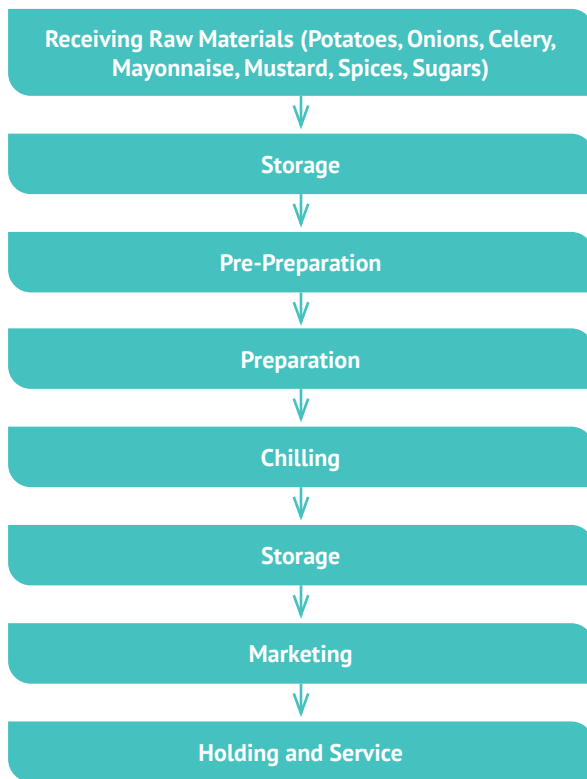 Receiving Raw Materials (Potatoes, Onions, Celery,
Mayonnaise, Mustard, Spices, Sugars)
Storage
Pre-Preparation
Preparation
Chilling
Storage
Marketing
Holding and Service